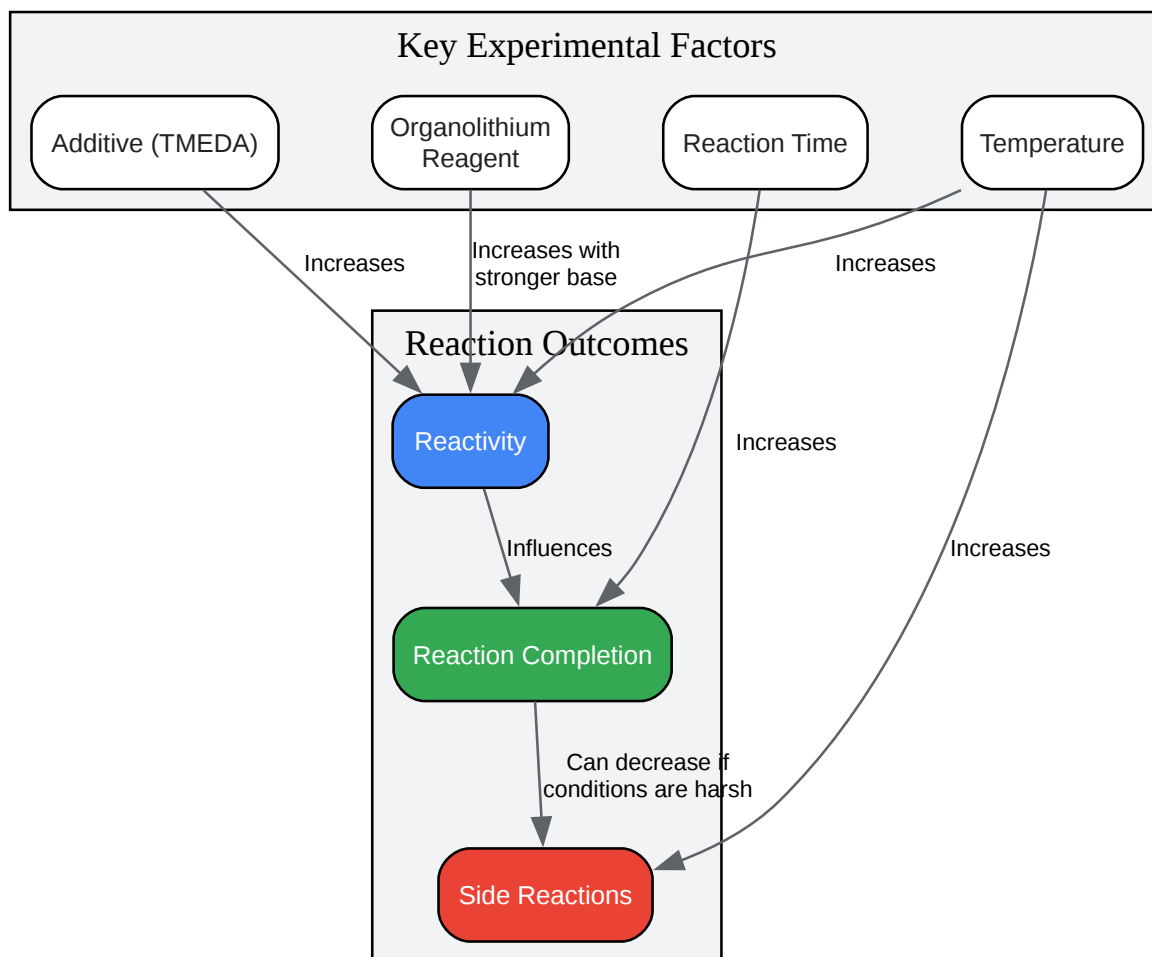 Key Experimental Factors
Additive (TMEDA)
Organolithium
Reagent
Reaction Time
Temperature
Increases
Increases with
stronger base
Increases
Reaction Outcomes
Reactivity
Increases
Influences
Increases
Reaction Completion
Can decrease if
conditions are harsh
Side Reactions